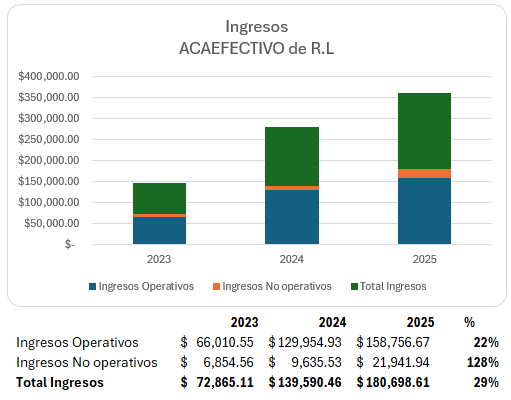 Ingresos
ACAEFECTIVO de R.L
$400,000.00
$350,000.00
$300,000.00
$250,000.00
$200,000.00
$150,000.00
$100,000.00
$50,000.00
$-
2023 2024 2025
Ingresos Operativos Ingresos No operativos Total Ingresos
2023 2024 2025 %
Ingresos Operativos $ 66,010.55 $129,954.93 $158,756.67 22%
Ingresos No operativos $ 6,854.56 $ 9,635.53 $ 21,941.94 128%
Total Ingresos $ 72,865.11 $139,590.46 $180,698.61 29%